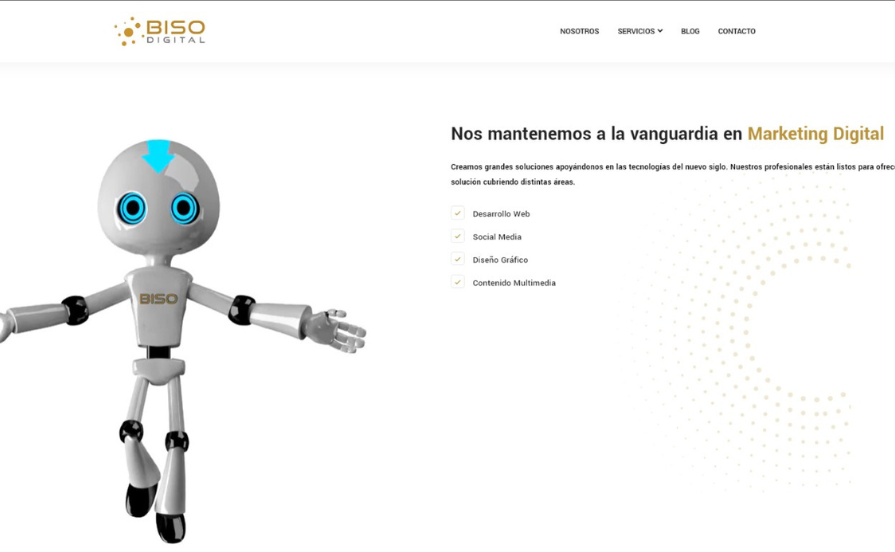 BISO
DIGITAL
NOSOTROS SERVICIOS BLOG CONTACTO
Nos mantenemos a la vanguardia en Marketing Digital
Creamos grandes soluciones apoyándonos en las tecnologías del nuevo siglo. Nuestros profesionales están listos para
solución cubriendo distintas áreas.
Desarrollo Web
Social Media
Diseño Gráfico
Contenido Multimedia
BISO